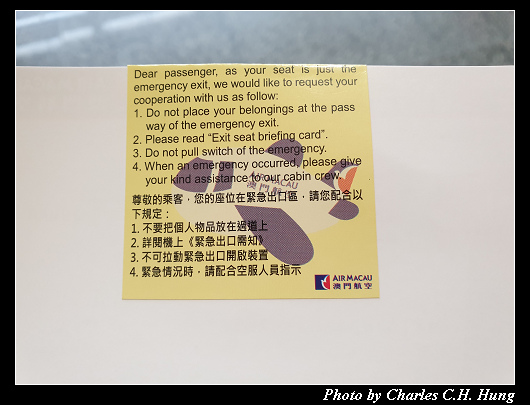 Dear passenger, as your seat is just the
emergency exit, we would like to request your
cooperation with us as follow:
1. Do not place your belongings at the pass
way of the emergency exit.
2. Please read “Exit seat briefing card”.
3. Do not pull switch of the emergency.
4. When an emergency occurred, please give
your kind assistance to our cabin crew.
AIR MACAU
澳門航空
尊敬的乘客，您的座位在緊急出口區，請您配合以
下規定：
1. 不要把個人物品放在過道上
2. 詳閱機上《緊急出口需知》
3. 不可拉動緊急出口開啟裝置
4. 緊急情況時，請配合空服人員指示
AIR MACAU
澳門航空
Photo by Charles C.H. Hung